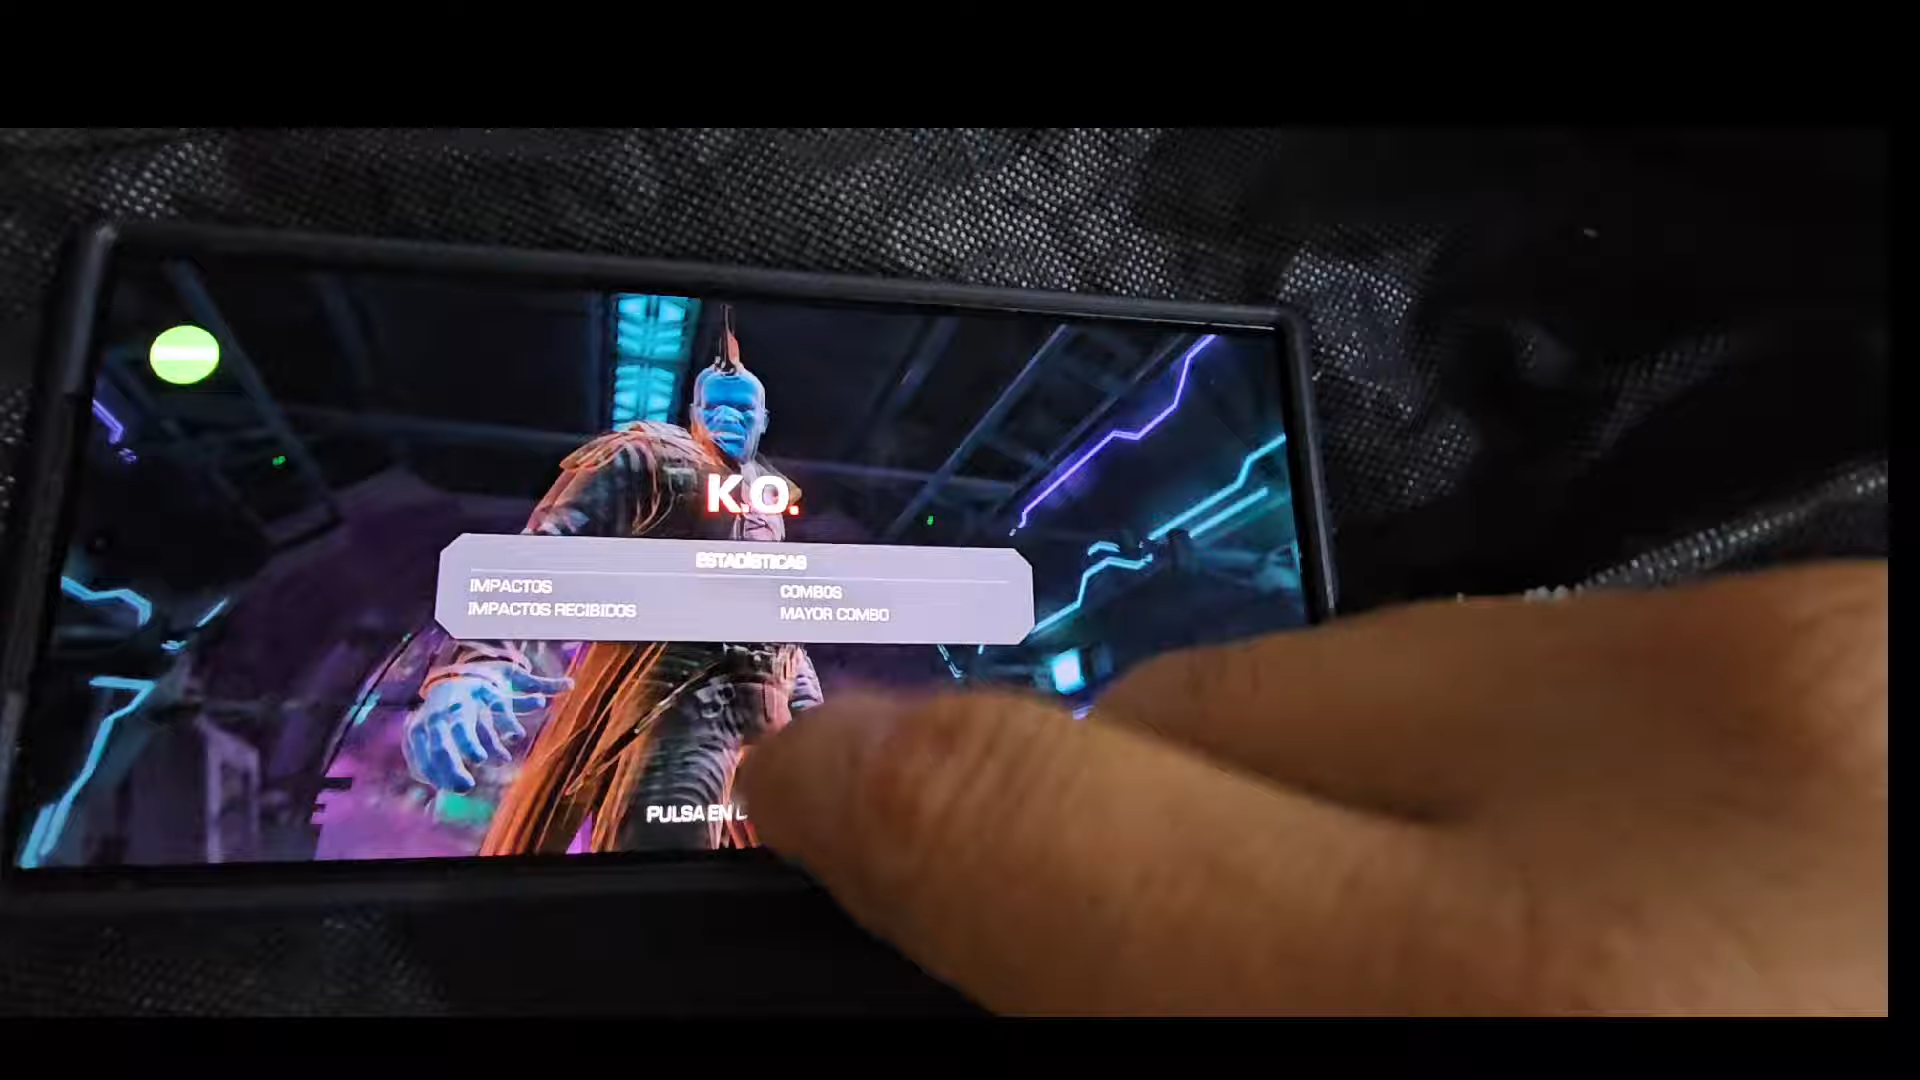 K.O.
ESTADÍSTICAS
IMPACTOS
COMBOS
IMPACTOS RECIBIDOS
MAYOR COMBO
PULSA EN